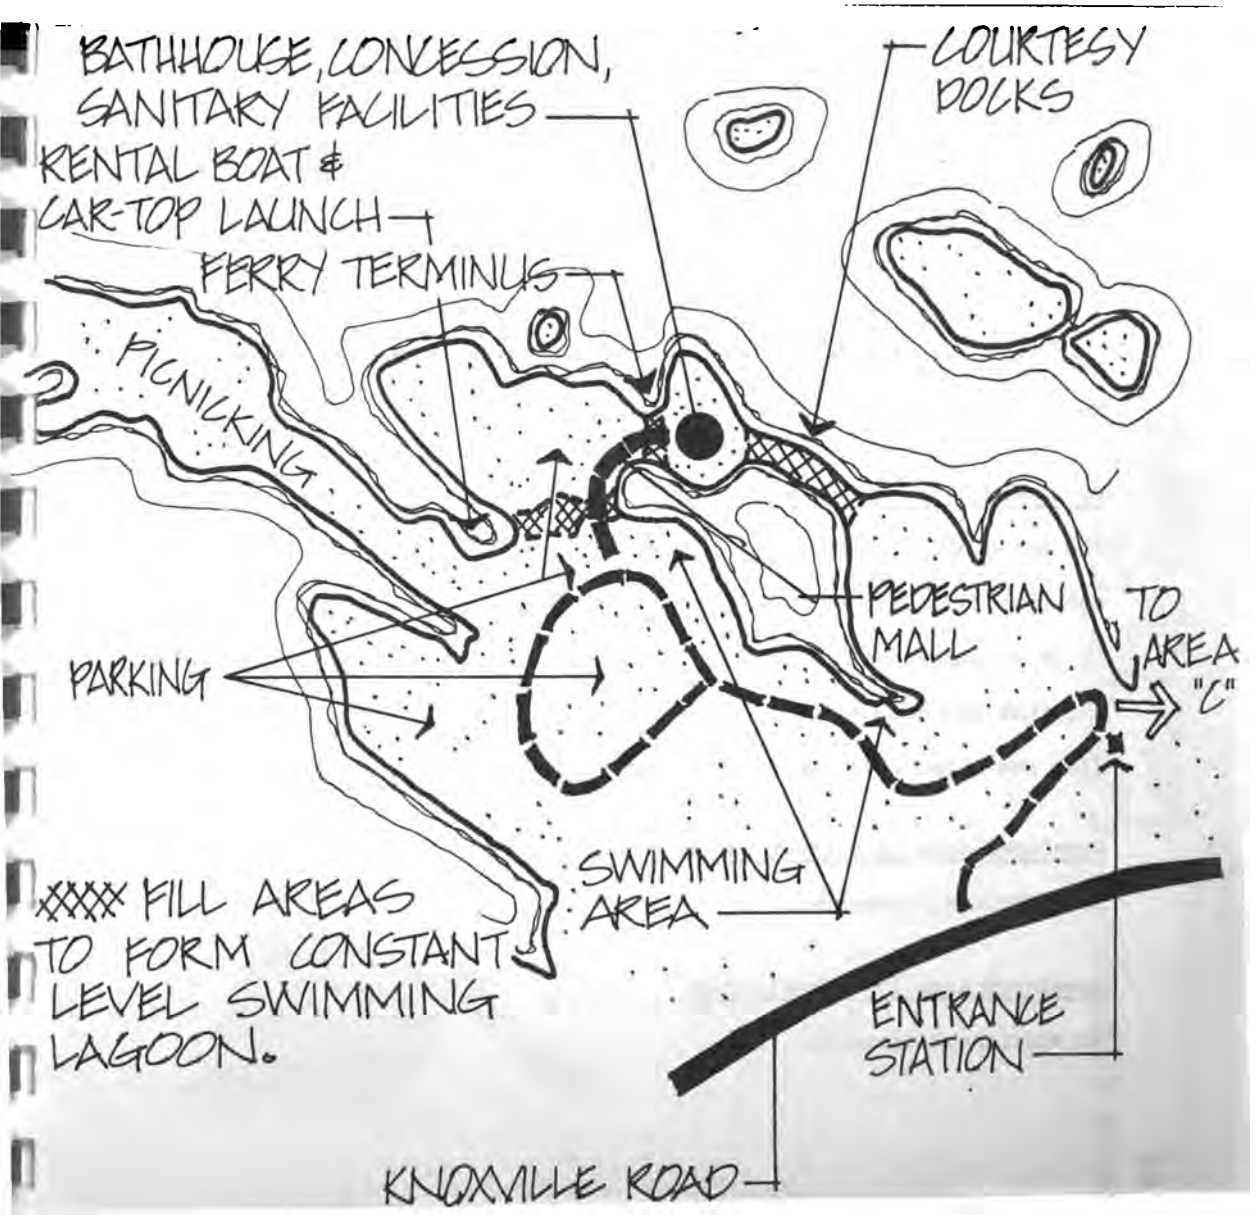 BATHHOUSE, CONCESSION,
SANITARY FACILITIES
RENTAL BOAT &
CAR-TOP LAUNCH
FERRY TERMINUS
COURTESY
DOCKS
PICNICKING
PEDESTRIAN
MALL
TO
AREA
"C"
PARKING
SWIMMING
AREA
FILL AREAS
TO FORM CONSTANT
LEVEL SWIMMING
LAGOON.
ENTRANCE
STATION
KNOXVILLE ROAD